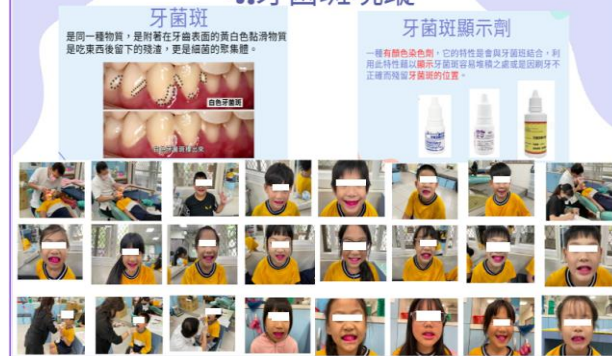 牙菌斑
是同一種物質，是附著在牙齒表面的黃白色黏滑物質
是吃東西後留下的殘渣，更是細菌的聚集體。
白色牙菌斑
牙菌斑顯示劑
一種有顏色染色劑，它的特性是會與牙菌斑結合，利
用此特性藉以顯示牙菌斑容易堆積之處或是因刷牙不
正確而殘留牙菌斑的位置。